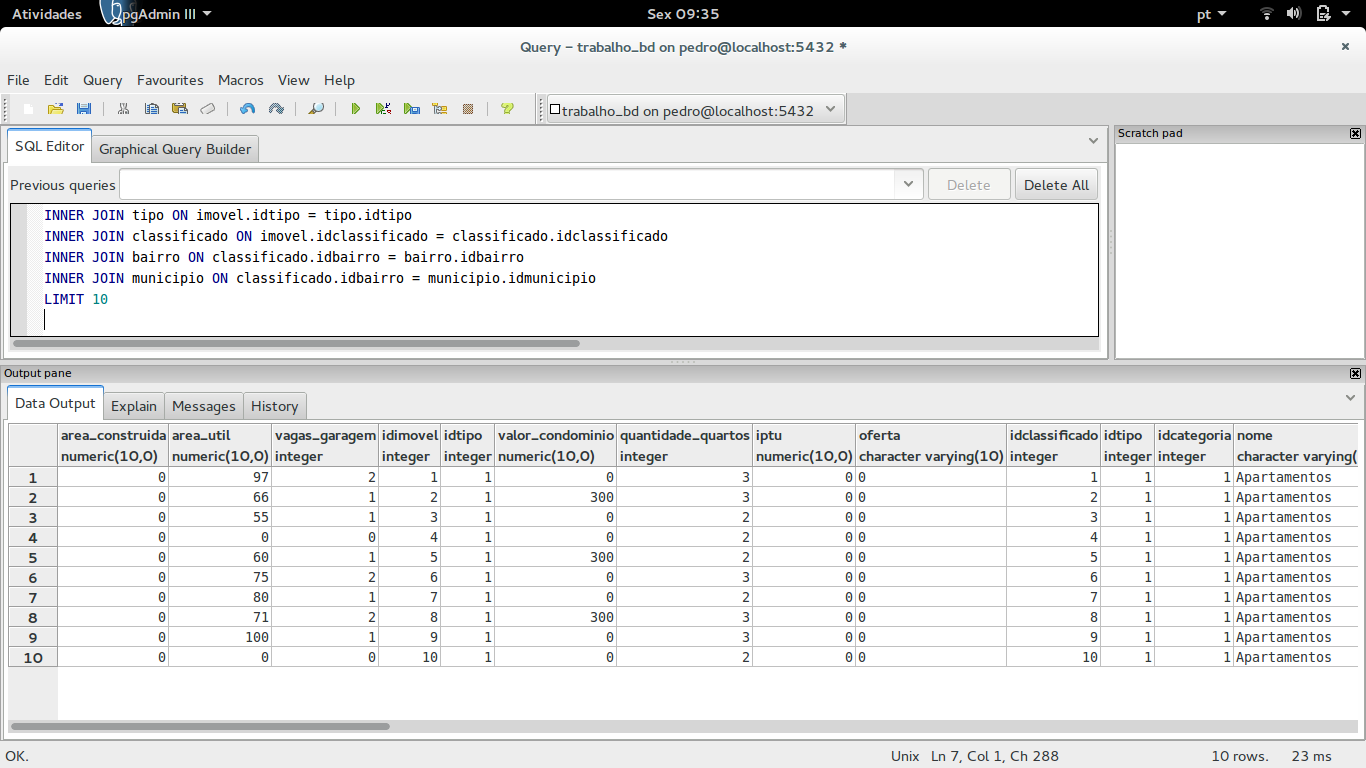 Atividades pgAdmin III Sex 09:35 pt
Query - trabalho_bd on pedro@localhost:5432 *
File Edit Query Favourites Macros View Help
trabalho_bd on pedro@localhost:5432
SQL Editor Graphical Query Builder
Scratch pad
Previous queries Delete Delete All
INNER JOIN tipo ON imovel.idtipo = tipo.idtipo
INNER JOIN classificado ON imovel.idclassificado = classificado.idclassificado
INNER JOIN bairro ON classificado.idbairro = bairro.idbairro
INNER JOIN municipio ON classificado.idbairro = municipio.idmunicipio
LIMIT 10
Output pane
Data Output Explain Messages History
area_construida area_util vagas_garagem idimovel idtipo valor_condominio quantidade_quartos iptu oferta idclassificado idtipo idcategoria nome
numeric(10,0) numeric(10,0) integer integer integer numeric(10,0) integer numeric(10,0) character varying(10) integer integer integer character varying(
1 0 97 2 1 1 0 3 0 0 1 1 1 Apartamentos
2 0 66 1 2 1 300 3 0 0 2 1 1 Apartamentos
3 0 55 1 3 1 0 2 0 0 3 1 1 Apartamentos
4 0 0 0 4 1 0 2 0 0 4 1 1 Apartamentos
5 0 60 1 5 1 300 2 0 0 5 1 1 Apartamentos
6 0 75 2 6 1 0 3 0 0 6 1 1 Apartamentos
7 0 80 1 7 1 0 2 0 0 7 1 1 Apartamentos
8 0 71 2 8 1 300 3 0 0 8 1 1 Apartamentos
9 0 100 1 9 1 0 3 0 0 9 1 1 Apartamentos
10 0 0 0 10 1 0 2 0 0 10 1 1 Apartamentos
OK. Unix Ln 7, Col 1, Ch 288 10 rows. 23 ms